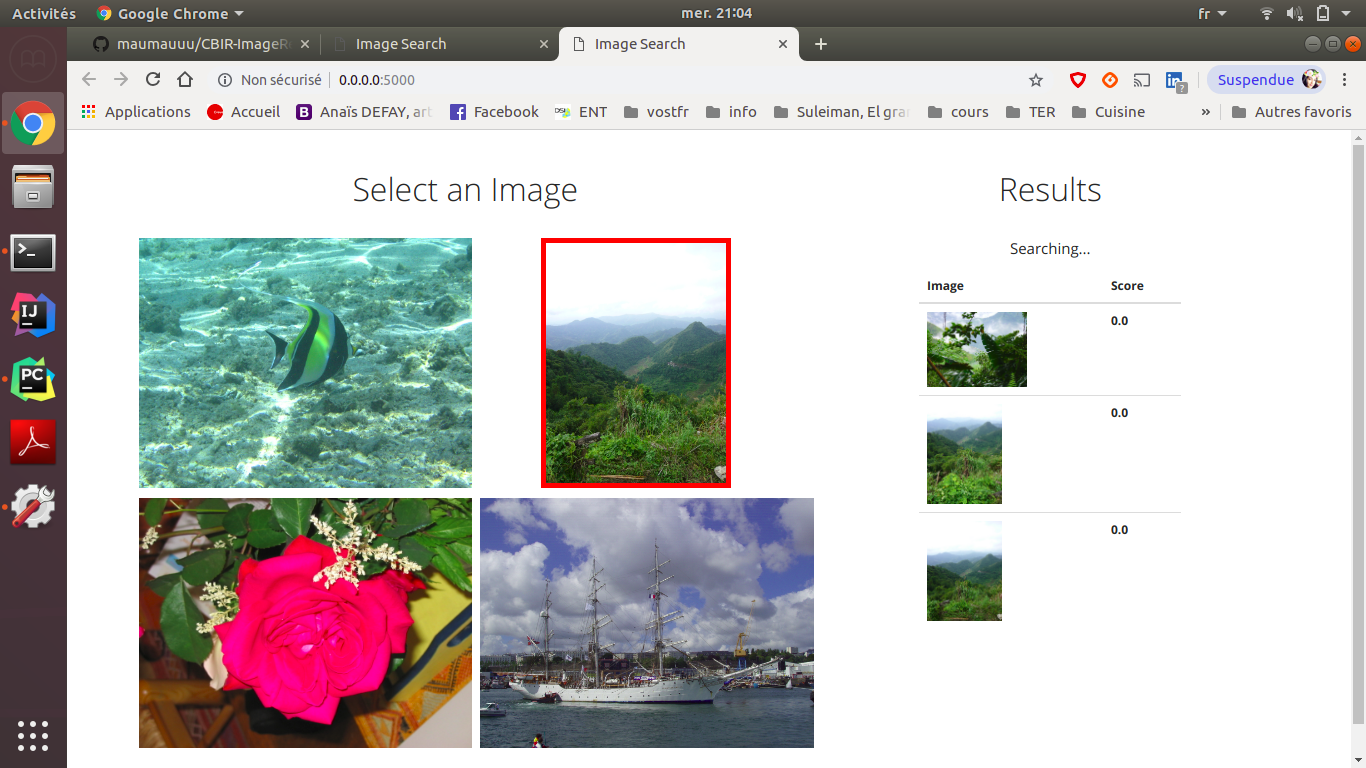 Activités Google Chrome mer. 21:04 fr
maumauuu/CBIR-ImageR Image Search Image Search
Non sécurisé 0.0.0.0:5000 Suspendue
Applications Accueil Anaïs DEFAY, art Facebook ENT vostfr info Suleiman, El gra cours TER Cuisine » Autres favoris
Select an Image
Results
Searching...
Image Score
0.0
0.0
0.0
IJ
PC